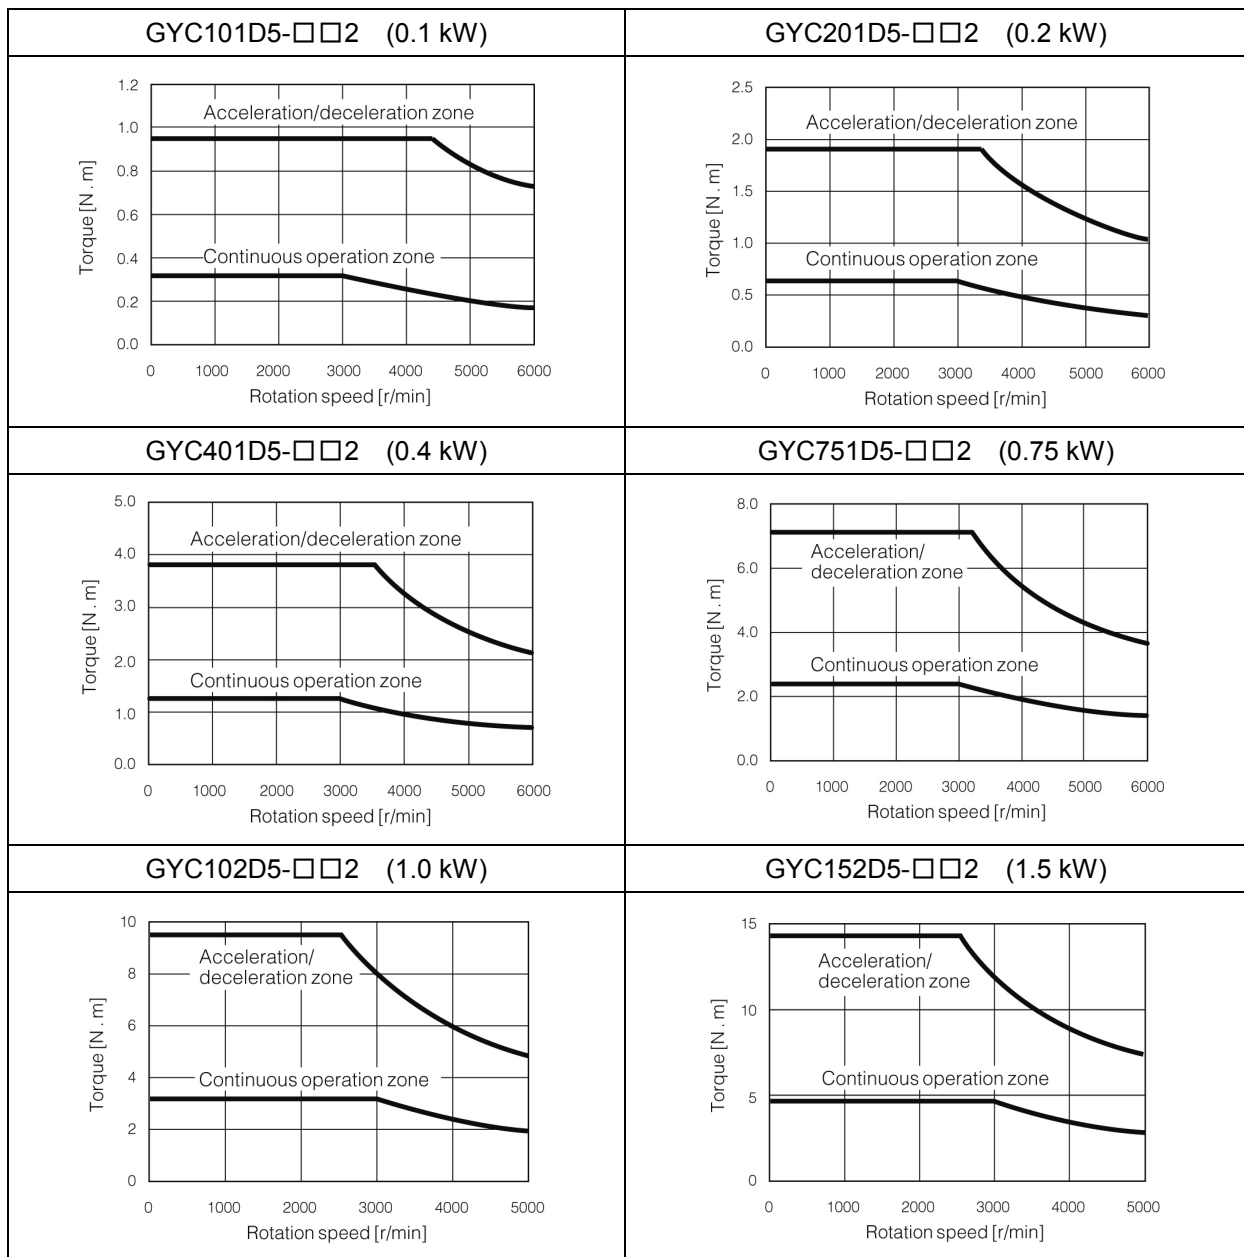 GYC101D5-□□2 (0.1 kW)
GYC201D5-□□2 (0.2 kW)
1.2
1.0
0.8
0.6
0.4
0.2
0.0
Torque [N . m]
Acceleration/deceleration zone
Continuous operation zone
0 1000 2000 3000 4000 5000 6000
Rotation speed [r/min]
2.5
2.0
1.5
1.0
0.5
0.0
Torque [N . m]
Acceleration/deceleration zone
Continuous operation zone
0 1000 2000 3000 4000 5000 6000
Rotation speed [r/min]
GYC401D5-□□2 (0.4 kW)
GYC751D5-□□2 (0.75 kW)
5.0
4.0
3.0
2.0
1.0
0.0
Torque [N . m]
Acceleration/deceleration zone
Continuous operation zone
0 1000 2000 3000 4000 5000 6000
Rotation speed [r/min]
8.0
6.0
4.0
2.0
0.0
Torque [N . m]
Acceleration/
deceleration zone
Continuous operation zone
0 1000 2000 3000 4000 5000 6000
Rotation speed [r/min]
GYC102D5-□□2 (1.0 kW)
GYC152D5-□□2 (1.5 kW)
10
8
6
4
2
0
Torque [N . m]
Acceleration/
deceleration zone
Continuous operation zone
0 1000 2000 3000 4000 5000
Rotation speed [r/min]
15
10
5
0
Torque [N . m]
Acceleration/
deceleration zone
Continuous operation zone
0 1000 2000 3000 4000 5000
Rotation speed [r/min]